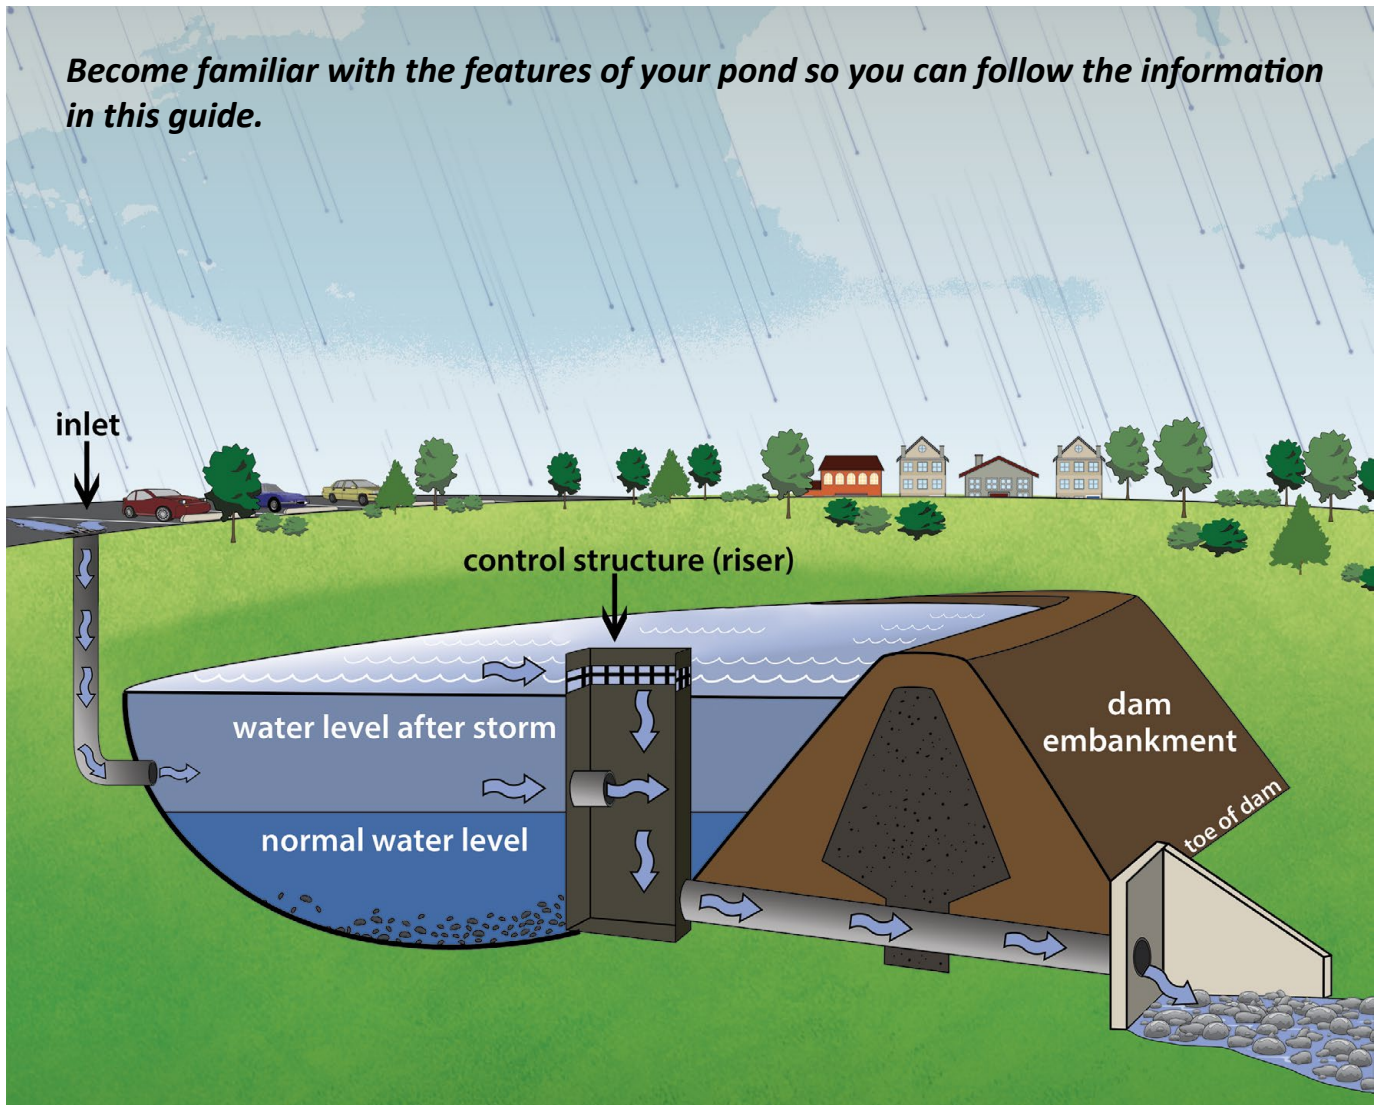 Become familiar with the features of your pond so you can follow the information
in this guide.
inlet
control structure (riser)
water level after storm
dam
embankment
toe of dam
normal water level